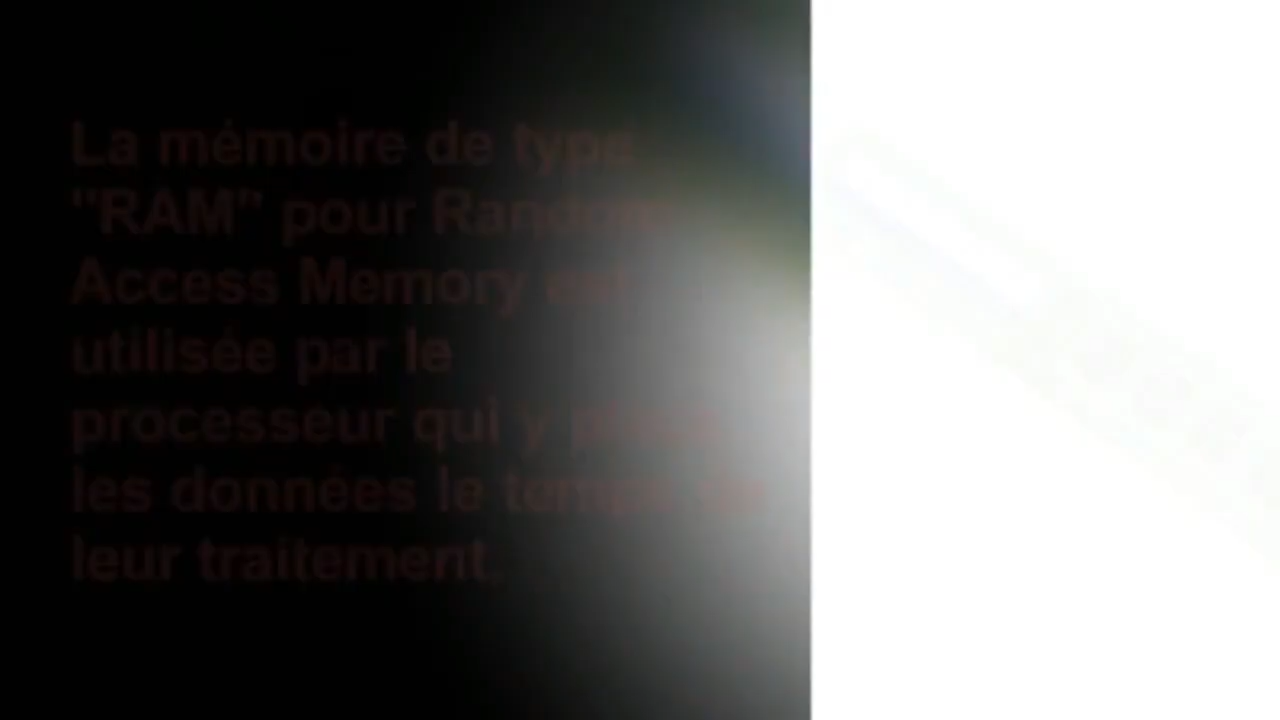 La mémoire de type
"RAM" pour Random
Access Memory est
utilisée par le
processeur qui y place
les données le temps de
leur traitement.